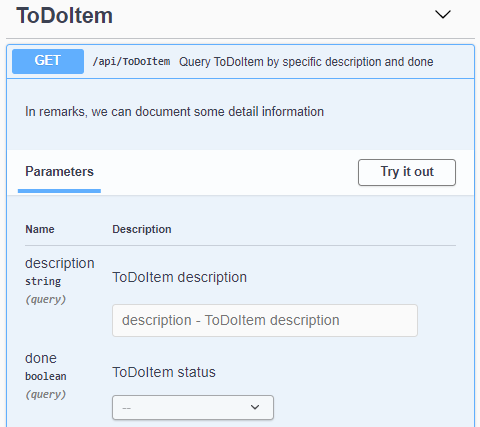 ToDoItem
GET /api/ToDoItem Query ToDoItem by specific description and done
In remarks, we can document some detail information
Parameters Try it out
Name Description
description
string
(query)
ToDoItem description
description - ToDoItem description
done
boolean
(query)
ToDoItem status
--